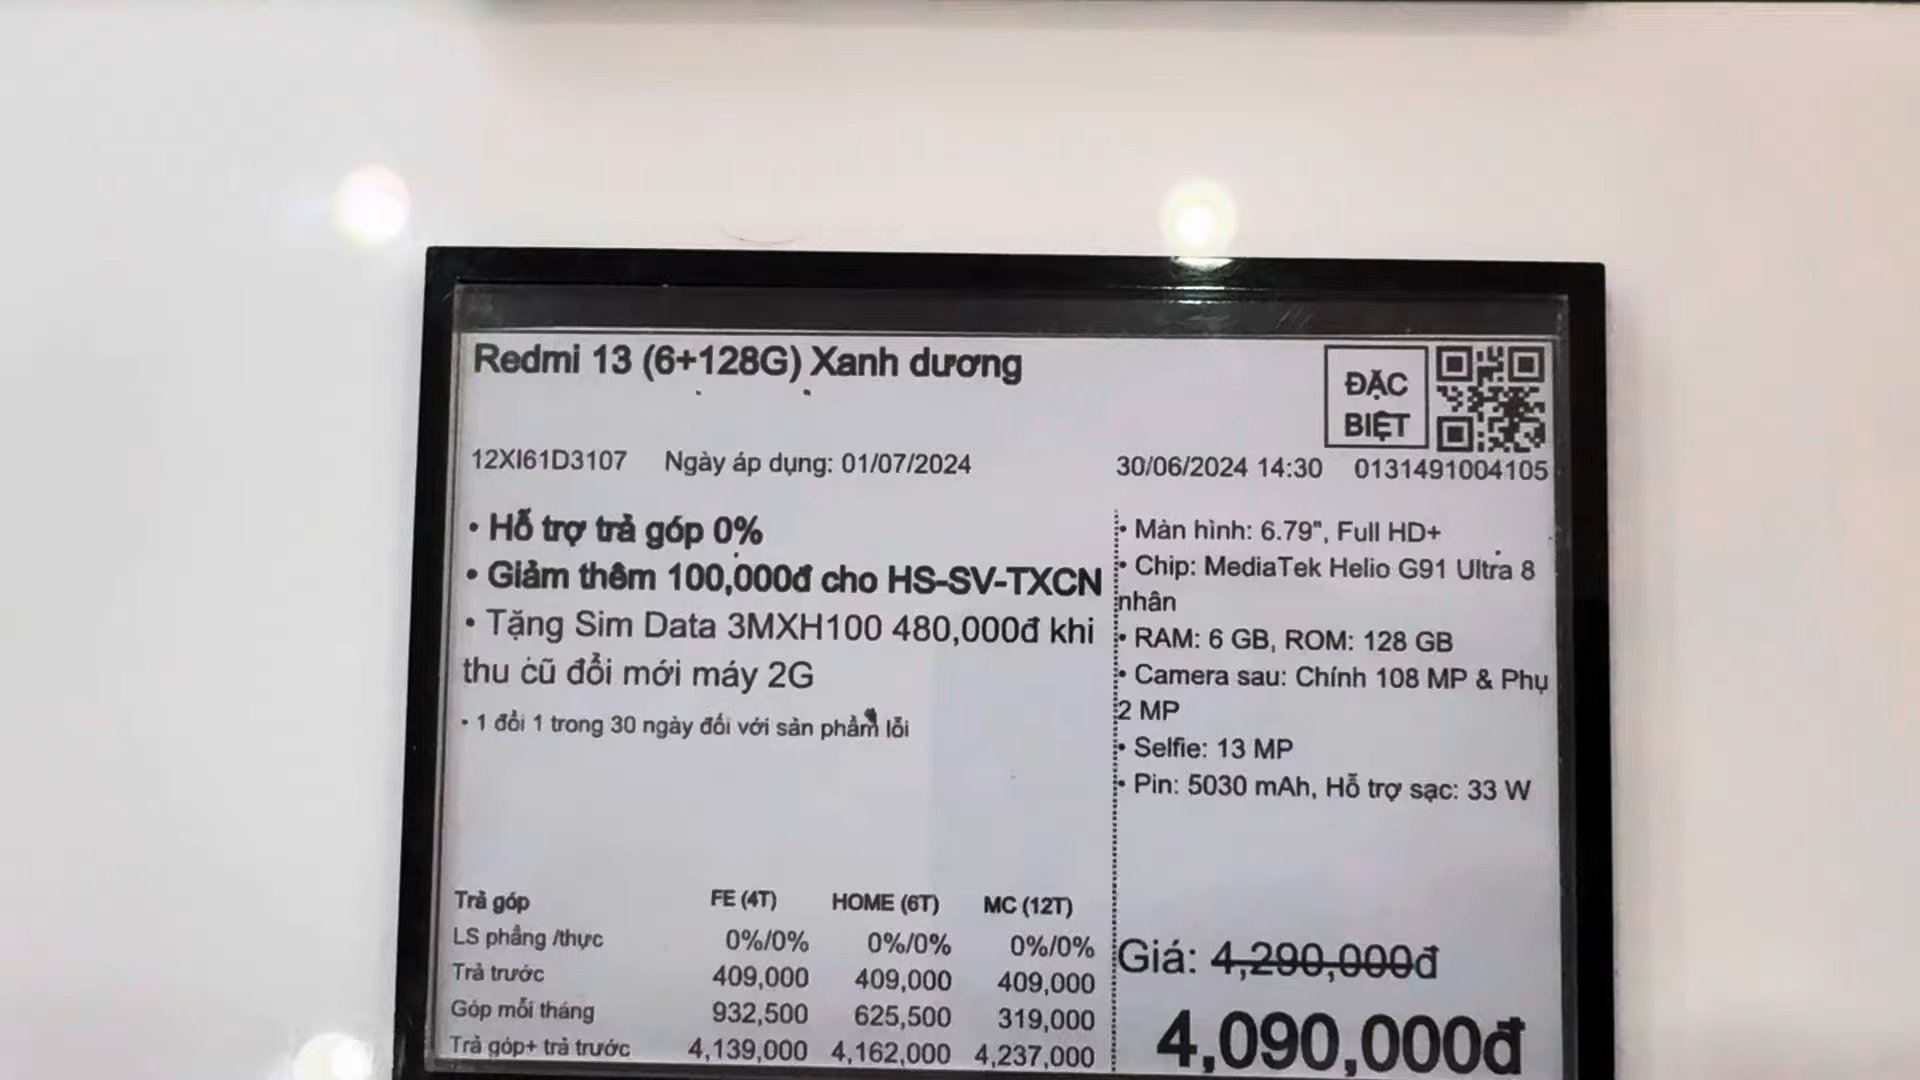 Redmi 13 (6+128G) Xanh dương
ĐẶC
BIỆT
12XI61D3107 Ngày áp dụng: 01/07/2024
30/06/2024 14:30 0131491004105
• Hỗ trợ trả góp 0%
• Giảm thêm 100,000đ cho HS-SV-TXCN
• Tặng Sim Data 3MXH100 480,000đ khi
thu cũ đổi mới máy 2G
• 1 đổi 1 trong 30 ngày đối với sản phẩm lỗi
• Màn hình: 6.79", Full HD+
• Chip: MediaTek Helio G91 Ultra 8
nhân
• RAM: 6 GB, ROM: 128 GB
• Camera sau: Chính 108 MP & Phụ
2 MP
• Selfie: 13 MP
• Pin: 5030 mAh, Hỗ trợ sạc: 33 W
Trả góp FE (4T) HOME (6T) MC (12T)
LS phẳng /thực 0%/0% 0%/0% 0%/0%
Trả trước 409,000 409,000 409,000
Góp mỗi tháng 932,500 625,500 319,000
Trả góp+ trả trước 4,139,000 4,162,000 4,237,000
Giá: 4,290,000đ
4,090,000đ